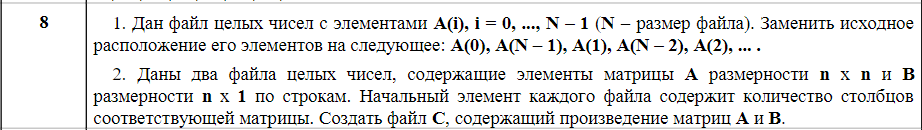 8
1. Дан файл целых чисел с элементами A(i), i = 0, ..., N – 1 (N – размер файла). Заменить исходное
расположение его элементов на следующее: A(0), A(N – 1), A(1), A(N – 2), A(2), ... .
2. Даны два файла целых чисел, содержащие элементы матрицы A размерности n x n и B
размерности n x 1 по строкам. Начальный элемент каждого файла содержит количество столбцов
соответствующей матрицы. Создать файл C, содержащий произведение матриц A и B.